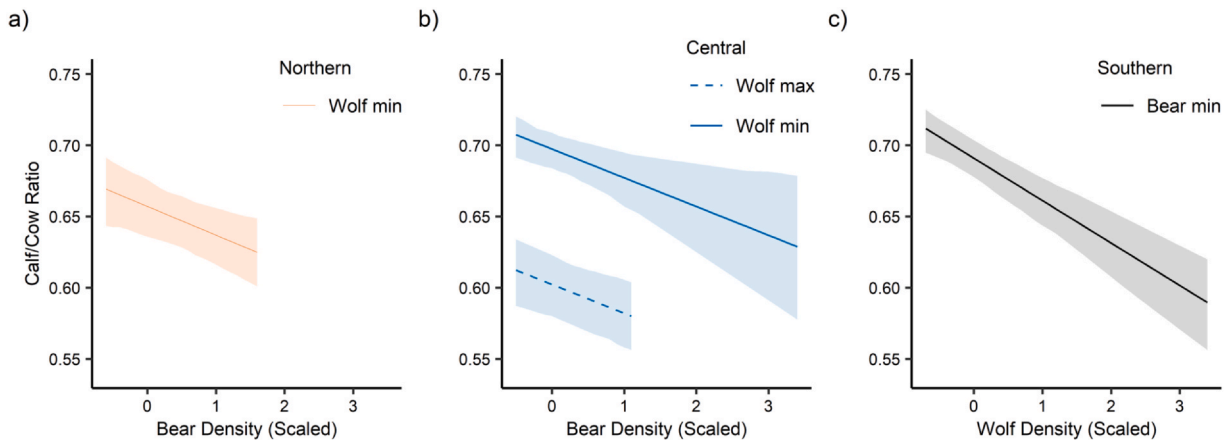 a)
Northern
Wolf min
0.75
0.70
0.65
0.60
0.55
Calf/Cow Ratio
0 1 2 3
Bear Density (Scaled)
b)
Central
Wolf max
Wolf min
0.75
0.70
0.65
0.60
0.55
0 1 2 3
Bear Density (Scaled)
c)
Southern
Bear min
0.75
0.70
0.65
0.60
0.55
0 1 2 3
Wolf Density (Scaled)